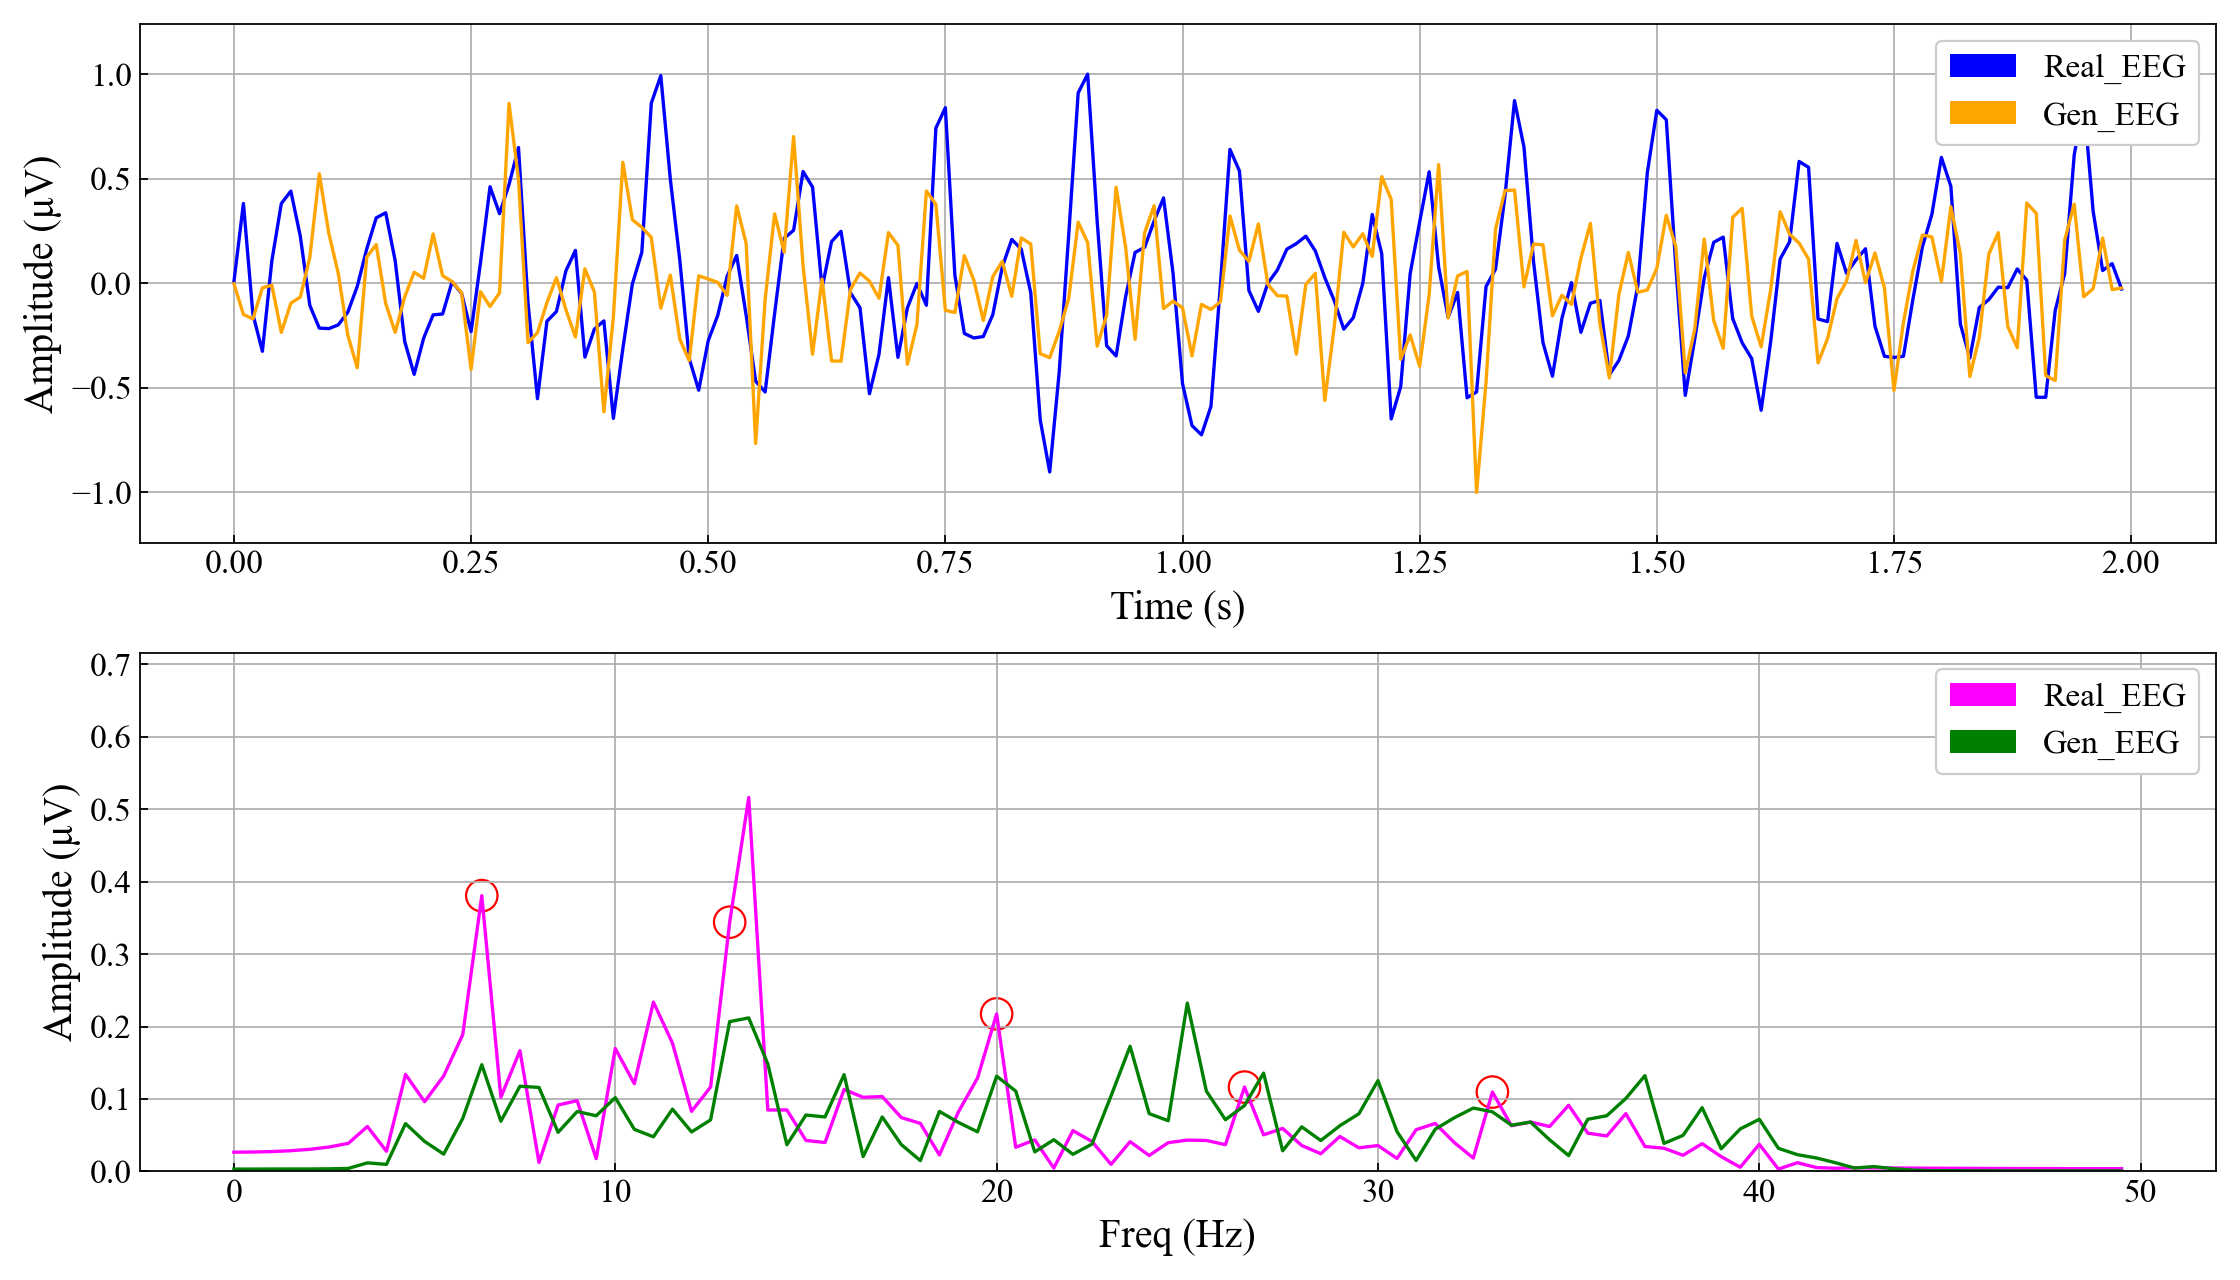 1.0
0.5
0.0
−0.5
−1.0
Amplitude (μV)
Real_EEG
Gen_EEG
0.00 0.25 0.50 0.75 1.00 1.25 1.50 1.75 2.00
Time (s)
0.7
0.6
0.5
0.4
0.3
0.2
0.1
0.0
Amplitude (μV)
Real_EEG
Gen_EEG
0 10 20 30 40 50
Freq (Hz)